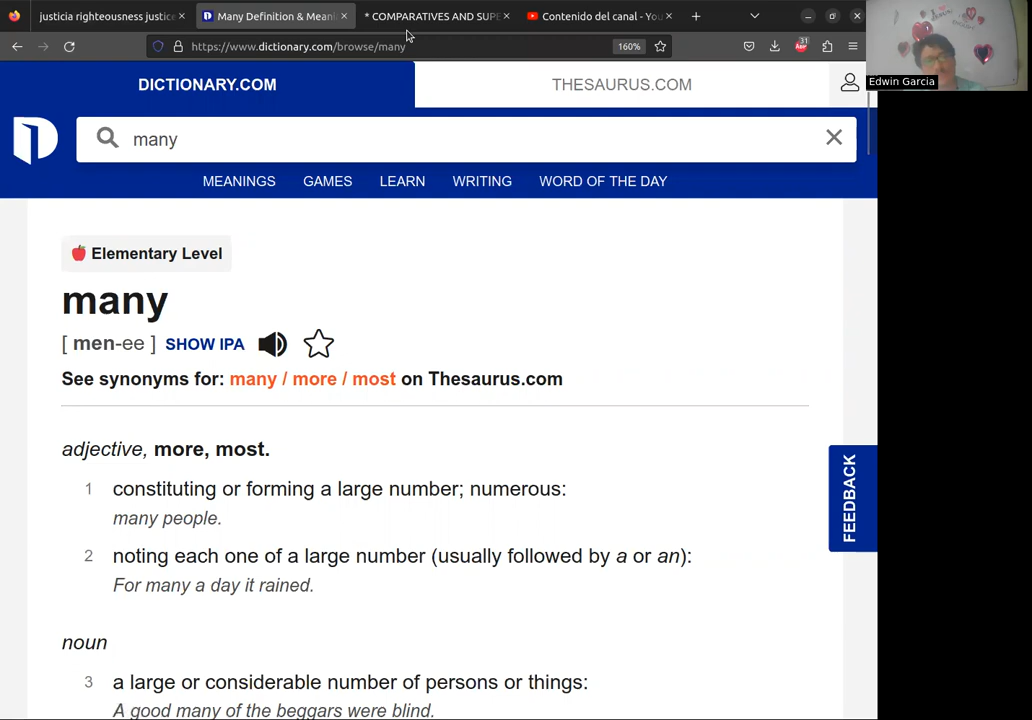 justicia righteousness justice
Many Definition & Meani
* COMPARATIVES AND SUPE
Contenido del canal - You
https://www.dictionary.com/browse/many
160%
31
Edwin Garcia
DICTIONARY.COM
THESAURUS.COM
many
MEANINGS GAMES LEARN WRITING WORD OF THE DAY
Elementary Level
many
[ men-ee ] SHOW IPA
See synonyms for: many / more / most on Thesaurus.com
adjective, more, most.
1 constituting or forming a large number; numerous:
many people.
2 noting each one of a large number (usually followed by a or an):
For many a day it rained.
noun
3 a large or considerable number of persons or things:
A good many of the beggars were blind.
FEEDBACK